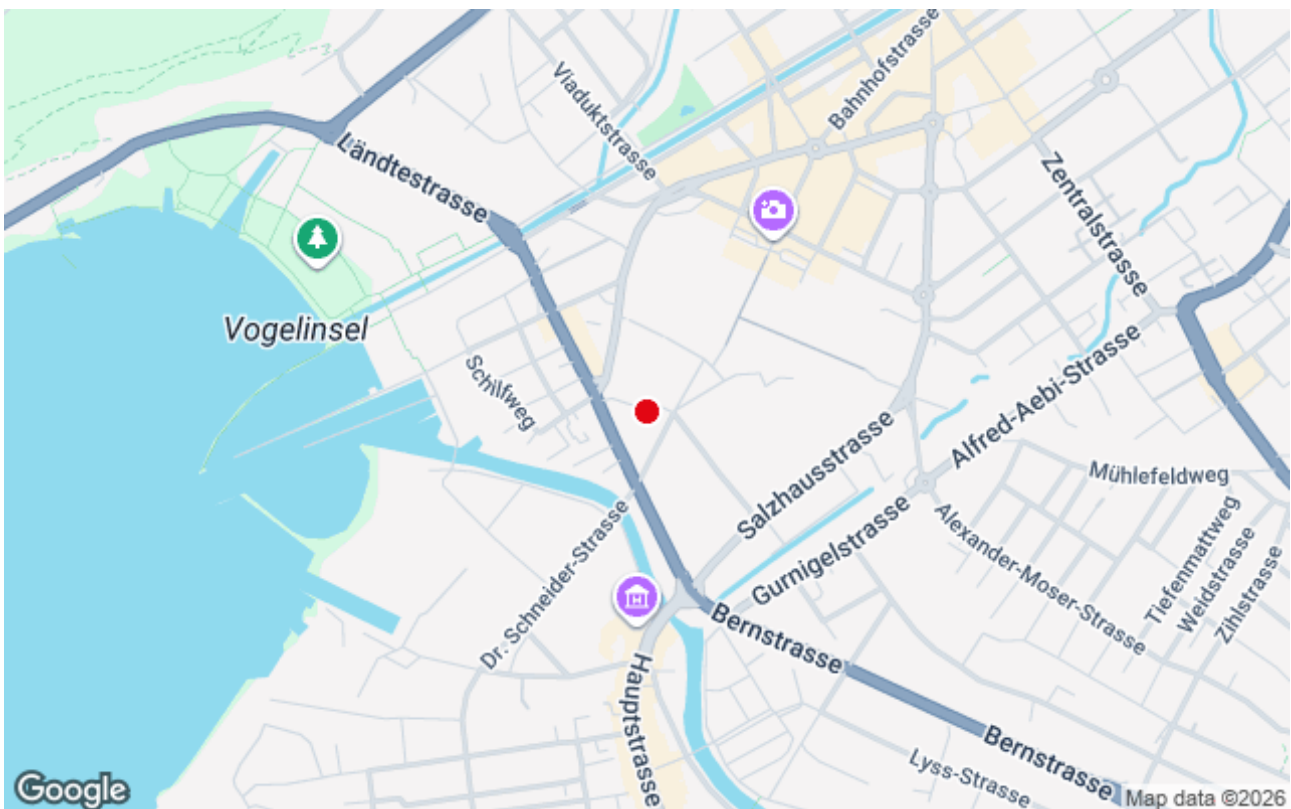 Bahnhofstrasse
Viaduktstrasse
Ländtestrasse
Zentralstrasse
Vogelinsel
Schilfweg
Alfred-Aebi-Strasse
Salzhausstrasse
Mühlefeldweg
Gurnigelstrasse
Alexander-Moser-Strasse
Tiefenmattweg
Weidstrasse
Zihlstrasse
Dr. Schneider-Strasse
Bernstrasse
Hauptstrasse
Bernstrasse
Lyss-Strasse
H
Google
Map data ©2026